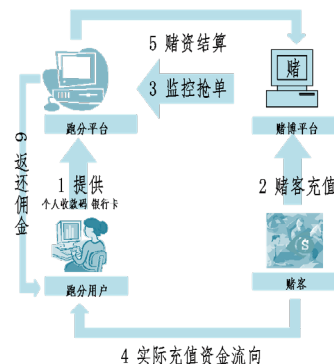 5 赌资结算
3 监控抢单
赌
跑分平台
赌博平台
9 返还佣金
1 提供
个人收款码 银行卡
2 赌客充值
$
跑分用户
赌客
4 实际充值资金流向